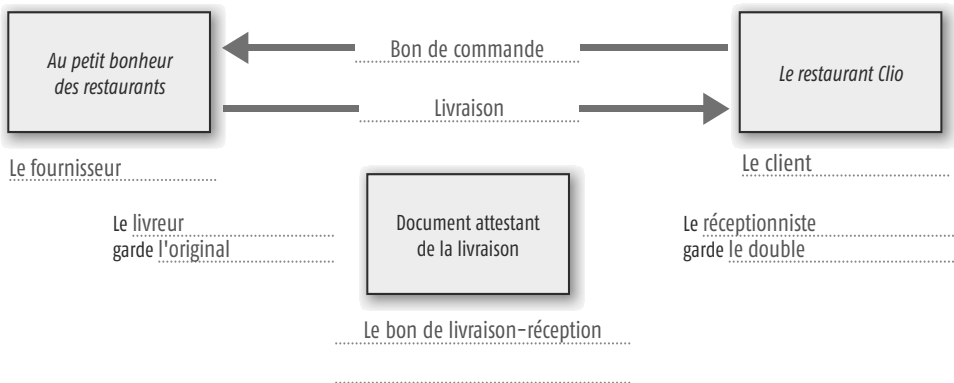 Au petit bonheur
des restaurants
Bon de commande
Le restaurant Clio
Livraison
Le fournisseur
Le client
Le livreur
garde l'original
Document attestant
de la livraison
Le réceptionniste
garde le double
Le bon de livraison-réception